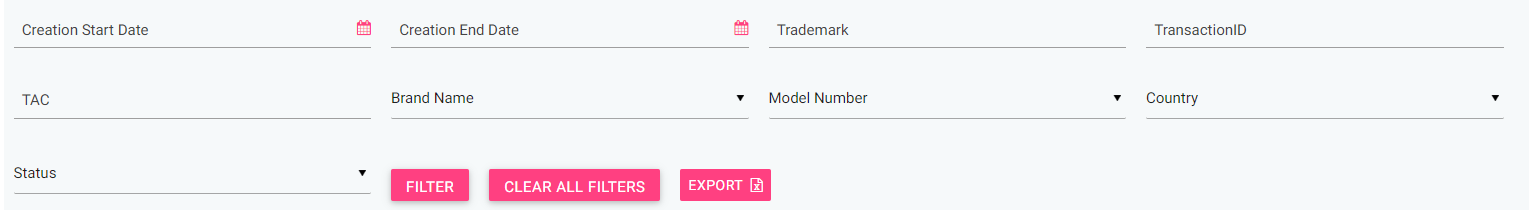 Creation Start Date
Creation End Date
Trademark
TransactionID
TAC
Brand Name
Model Number
Country
Status
FILTER
CLEAR ALL FILTERS
EXPORT